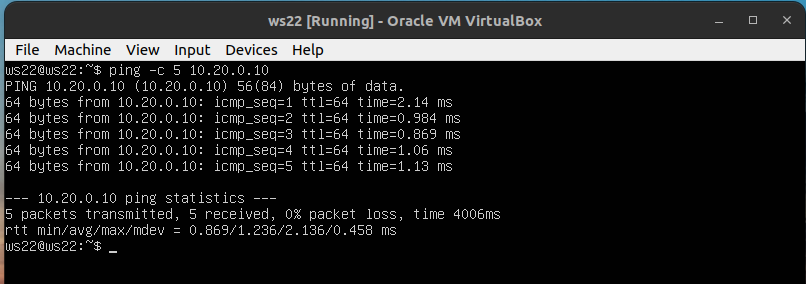 ws22 [Running] - Oracle VM VirtualBox
File Machine View Input Devices Help
ws22@ws22:~$ ping -c 5 10.20.0.10
PING 10.20.0.10 (10.20.0.10) 56(84) bytes of data.
64 bytes from 10.20.0.10: icmp_seq=1 ttl=64 time=2.14 ms
64 bytes from 10.20.0.10: icmp_seq=2 ttl=64 time=0.984 ms
64 bytes from 10.20.0.10: icmp_seq=3 ttl=64 time=0.869 ms
64 bytes from 10.20.0.10: icmp_seq=4 ttl=64 time=1.06 ms
64 bytes from 10.20.0.10: icmp_seq=5 ttl=64 time=1.13 ms
--- 10.20.0.10 ping statistics ---
5 packets transmitted, 5 received, 0% packet loss, time 4006ms
rtt min/avg/max/mdev = 0.869/1.236/2.136/0.458 ms
ws22@ws22:~$ _